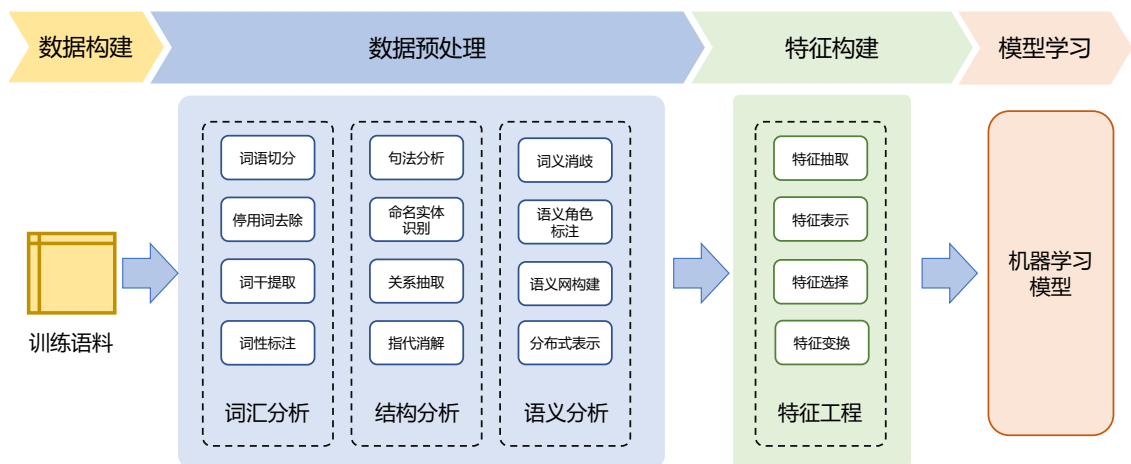 数据构建
数据预处理
特征构建
模型学习
训练语料
词语切分
停用词去除
词干提取
词性标注
词汇分析
句法分析
命名实体
识别
关系抽取
指代消解
结构分析
词义消歧
语义角色
标注
语义网构建
分布式表示
语义分析
特征抽取
特征表示
特征选择
特征变换
特征工程
机器学习
模型